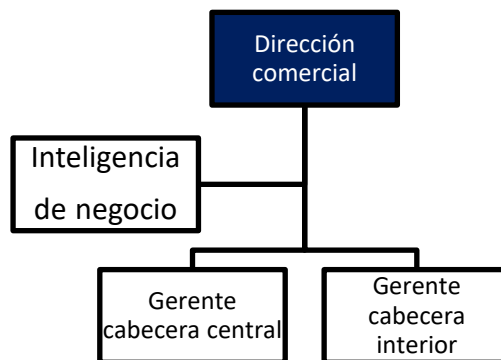 Dirección
comercial
Inteligencia
de negocio
Gerente
cabecera central
Gerente
cabecera
interior